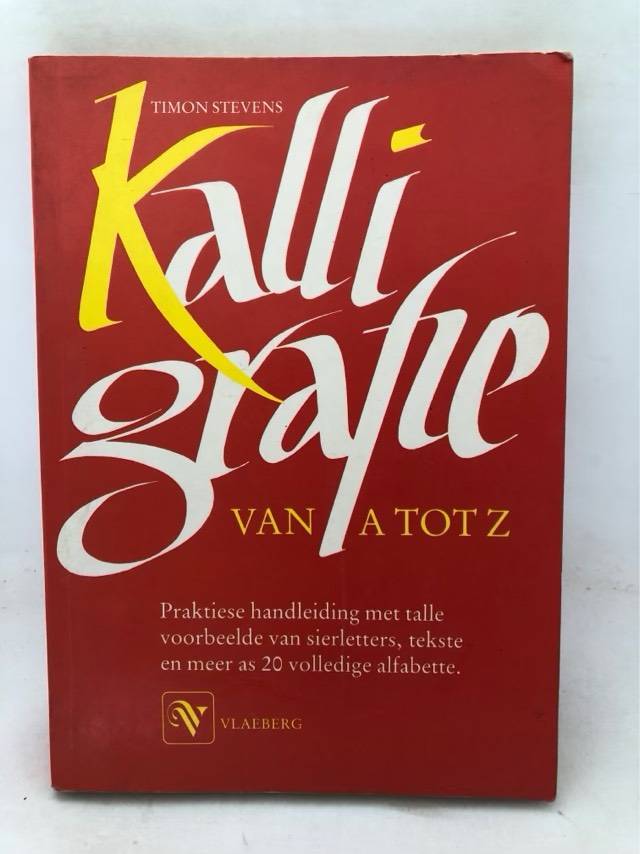 TIMON STEVENS
Kalli
grafie
VAN A TOT Z
Praktiese handleiding met talle
voorbeelde van sierletters, tekste
en meer as 20 volledige alfabette.
V
VLAEBERG